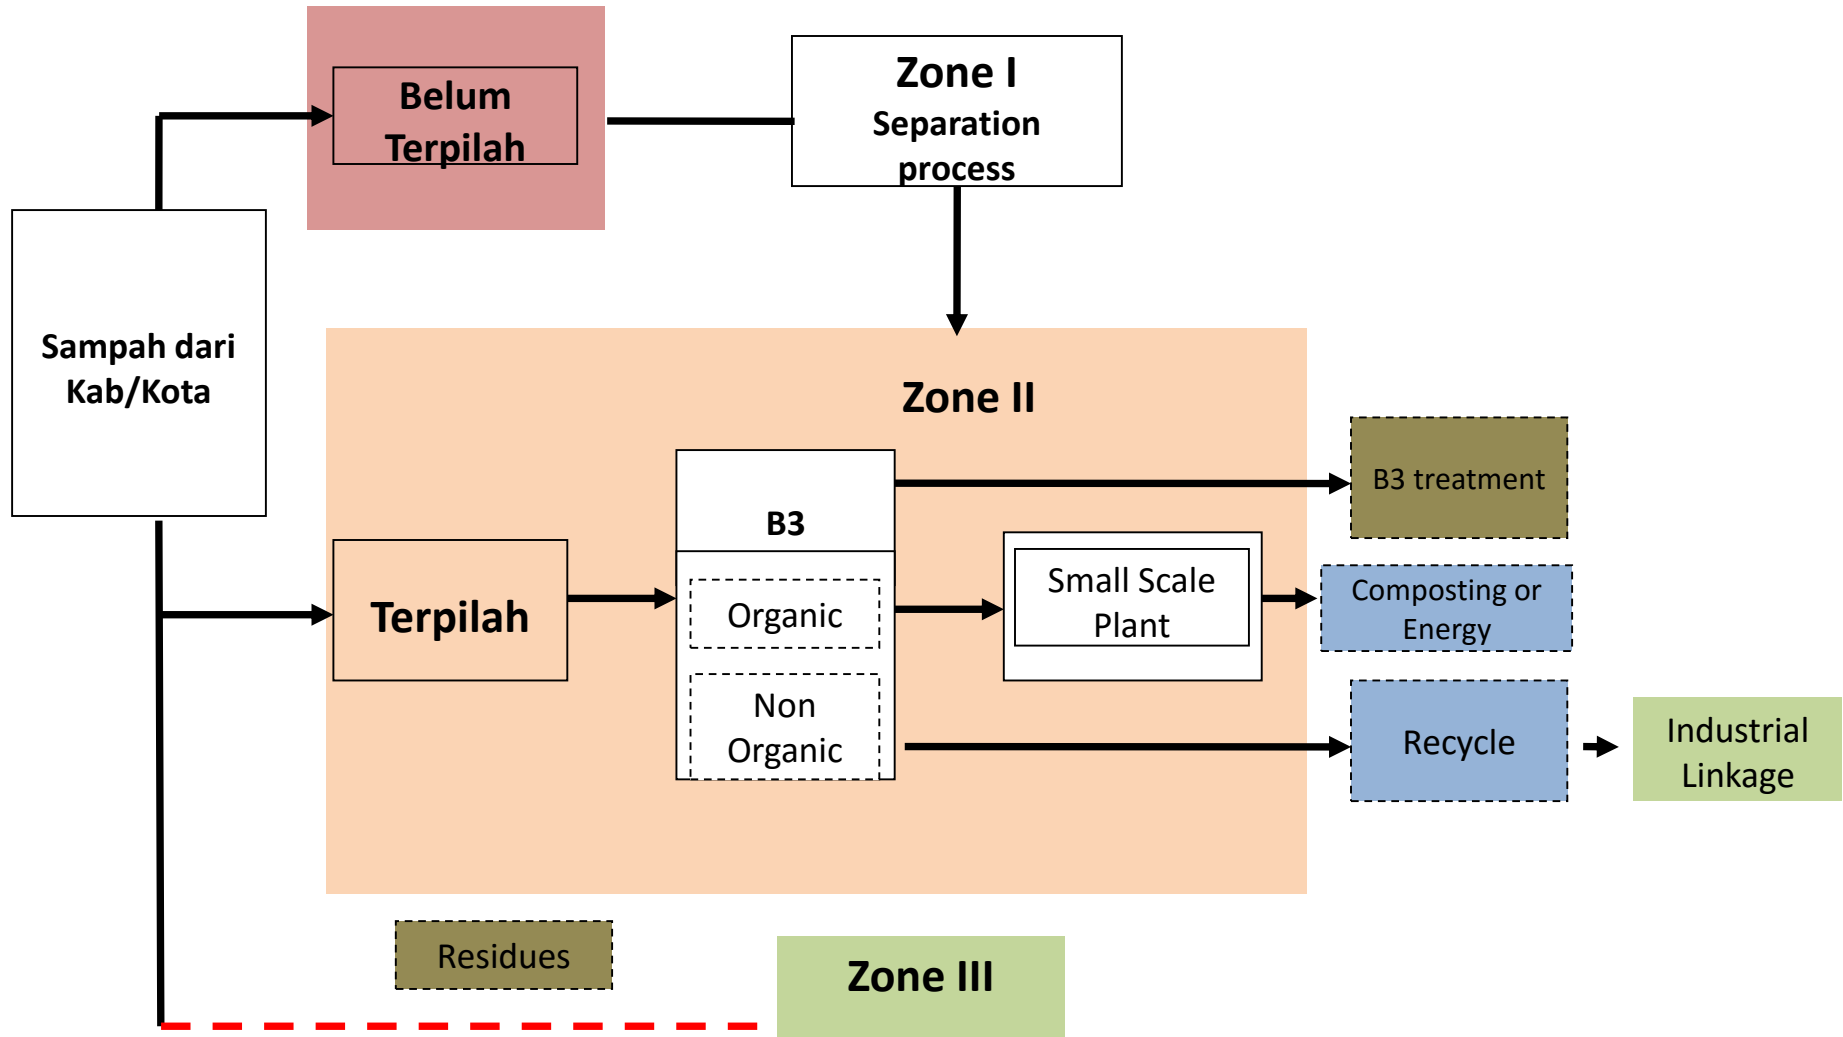 Belum
Terpilah
Zone I
Separation
process
Sampah dari
Kab/Kota
Zone II
B3
B3 treatment
Terpilah
Organic
Small Scale
Plant
Composting or
Energy
Non
Organic
Recycle
Industrial
Linkage
Residues
Zone III